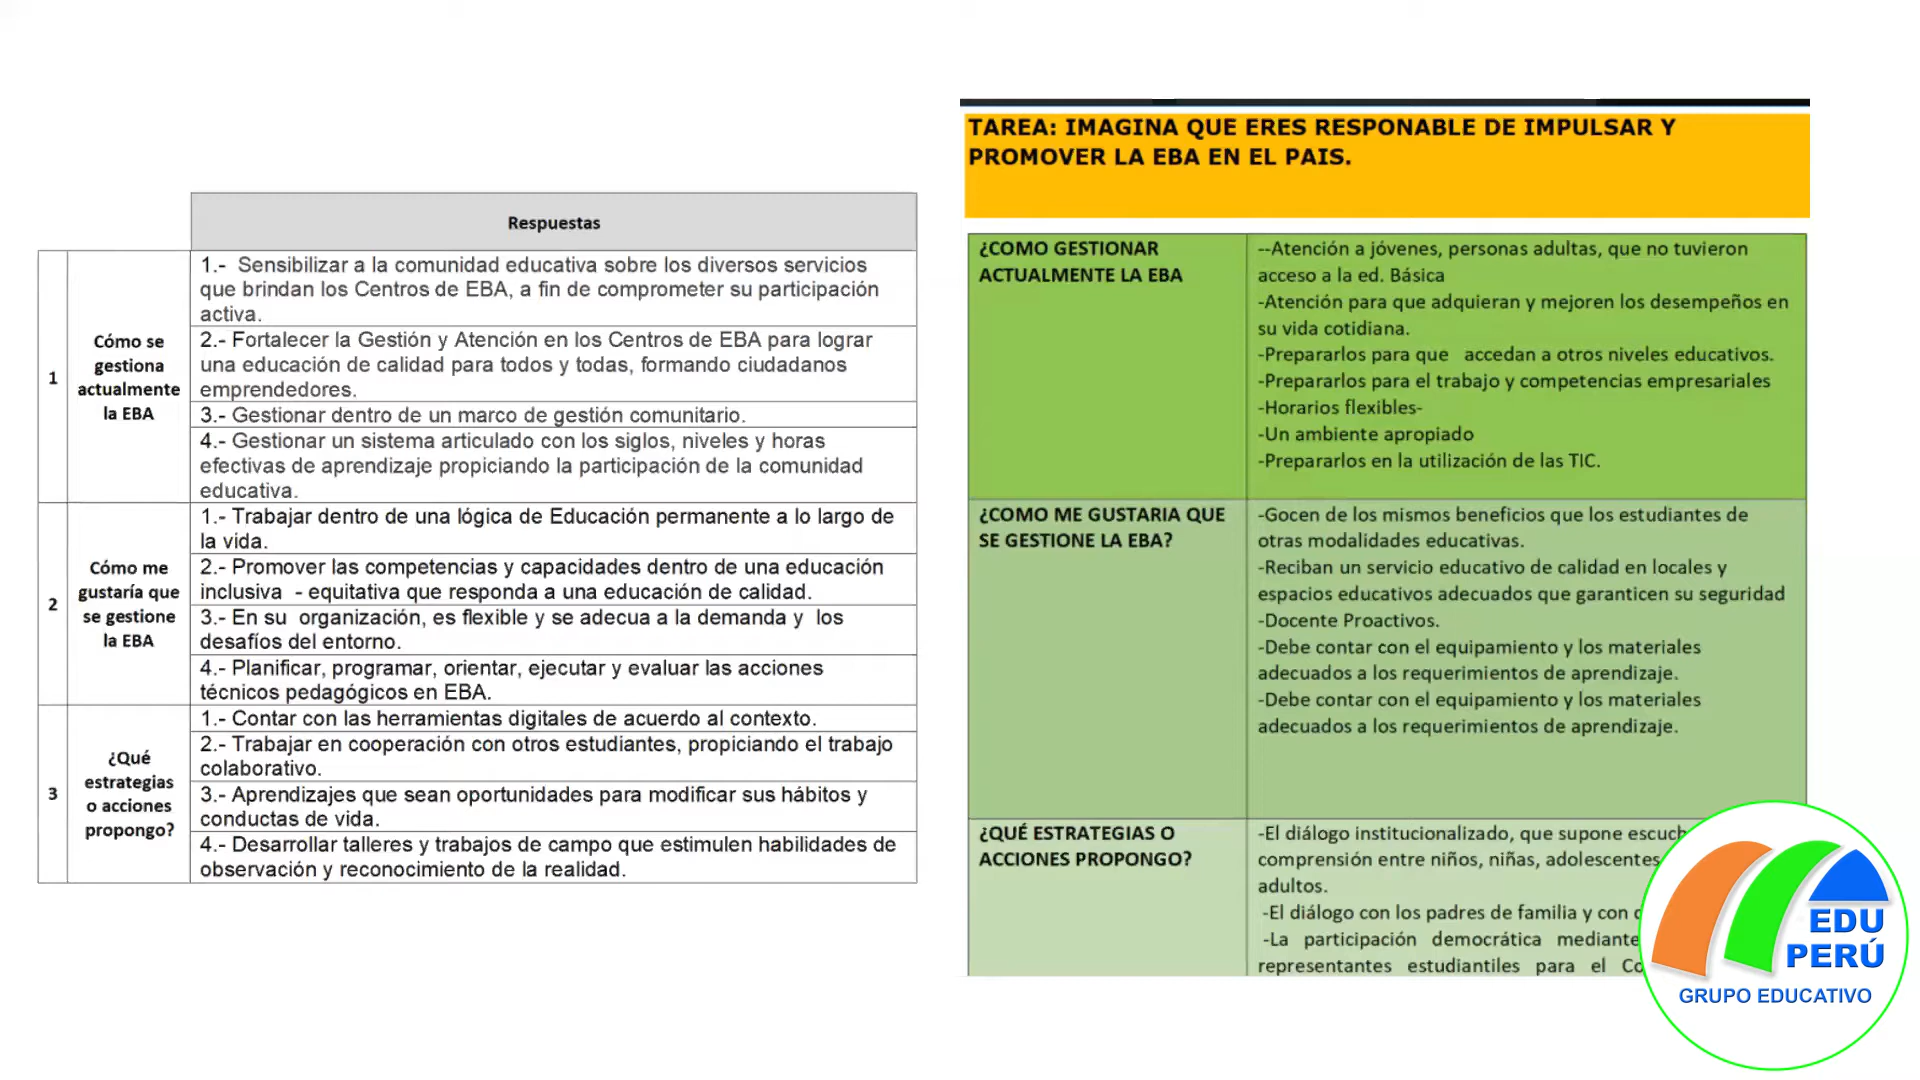 Respuestas
1
Cómo se
gestiona
actualmente
la EBA
1.-  Sensibilizar a la comunidad educativa sobre los diversos servicios
que brindan los Centros de EBA, a fin de comprometer su participación
activa.
2.- Fortalecer la Gestión y Atención en los Centros de EBA para lograr
una educación de calidad para todos y todas, formando ciudadanos
emprendedores.
3.- Gestionar dentro de un marco de gestión comunitario.
4.- Gestionar un sistema articulado con los siglos, niveles y horas
efectivas de aprendizaje propiciando la participación de la comunidad
educativa.
2
Cómo me
gustaría que
se gestione
la EBA
1.- Trabajar dentro de una lógica de Educación permanente a lo largo de
la vida.
2.- Promover las competencias y capacidades dentro de una educación
inclusiva  - equitativa que responda a una educación de calidad.
3.- En su  organización, es flexible y se adecua a la demanda y  los
desafíos del entorno.
4.- Planificar, programar, orientar, ejecutar y evaluar las acciones
técnicos pedagógicos en EBA.
3
¿Qué
estrategias
o acciones
propongo?
1.- Contar con las herramientas digitales de acuerdo al contexto.
2.- Trabajar en cooperación con otros estudiantes, propiciando el trabajo
colaborativo.
3.- Aprendizajes que sean oportunidades para modificar sus hábitos y
conductas de vida.
4.- Desarrollar talleres y trabajos de campo que estimulen habilidades de
observación y reconocimiento de la realidad.
TAREA: IMAGINA QUE ERES RESPONABLE DE IMPULSAR Y
PROMOVER LA EBA EN EL PAIS.
¿COMO GESTIONAR
ACTUALMENTE LA EBA
--Atención a jóvenes, personas adultas, que no tuvieron
acceso a la ed. Básica
-Atención para que adquieran y mejoren los desempeños en
su vida cotidiana.
-Prepararlos para que   accedan a otros niveles educativos.
-Prepararlos para el trabajo y competencias empresariales
-Horarios flexibles-
-Un ambiente apropiado
-Prepararlos en la utilización de las TIC.
¿COMO ME GUSTARIA QUE
SE GESTIONE LA EBA?
-Gocen de los mismos beneficios que los estudiantes de
otras modalidades educativas.
-Reciban un servicio educativo de calidad en locales y
espacios educativos adecuados que garanticen su seguridad
-Docente Proactivos.
-Debe contar con el equipamiento y los materiales
adecuados a los requerimientos de aprendizaje.
-Debe contar con el equipamiento y los materiales
adecuados a los requerimientos de aprendizaje.
¿QUÉ ESTRATEGIAS O
ACCIONES PROPONGO?
-El diálogo institucionalizado, que supone
comprensión entre niños, niñas, adolescentes
adultos.
-El diálogo con los padres de familia y con
-La participación democrática mediante
representantes estudiantiles para el
EDU
PERÚ
GRUPO EDUCATIVO